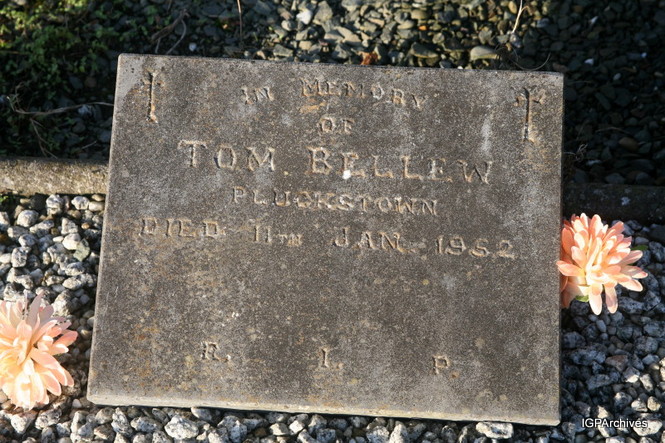 IN MEMORY
OF
TOM. BELLEW
PLUCKSTOWN
DIED 11TH JAN. 1952
R. I. P.
IGPArchives